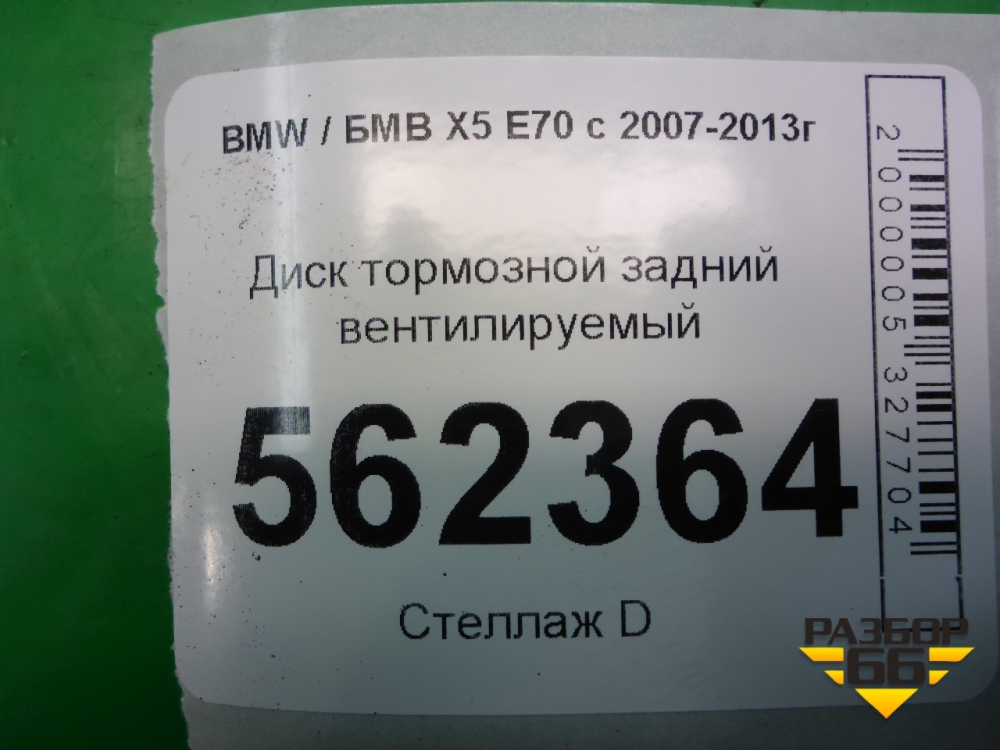 BMW / БМВ X5 E70 с 2007-2013г
Диск тормозной задний
вентилируемый
562364
Стеллаж D
2000005327704
РАЗБОР
66